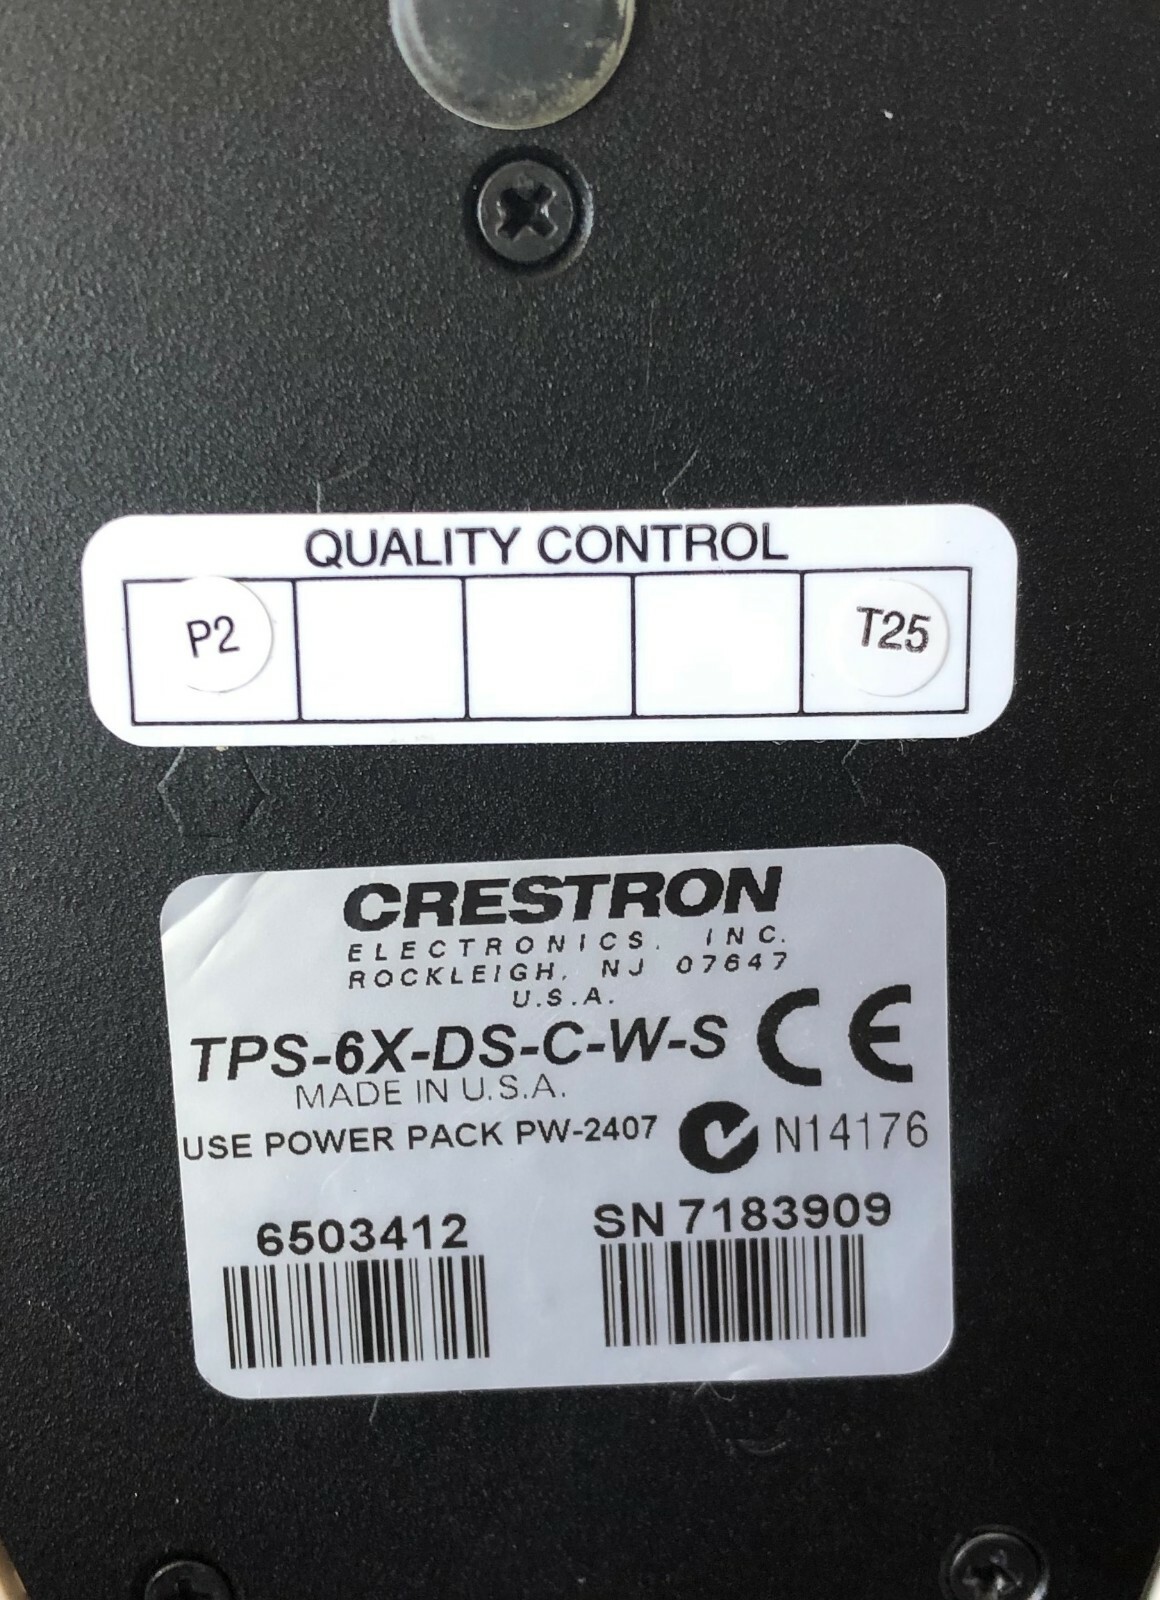 QUALITY CONTROL
P2 T25
CRESTRON
ELECTRONICS, INC.
ROCKLEIGH, NJ 07647
U.S.A.
TPS-6X-DS-C-W-S CE
MADE IN U.S.A.
USE POWER PACK PW-2407 N14176
6503412 SN 7183909